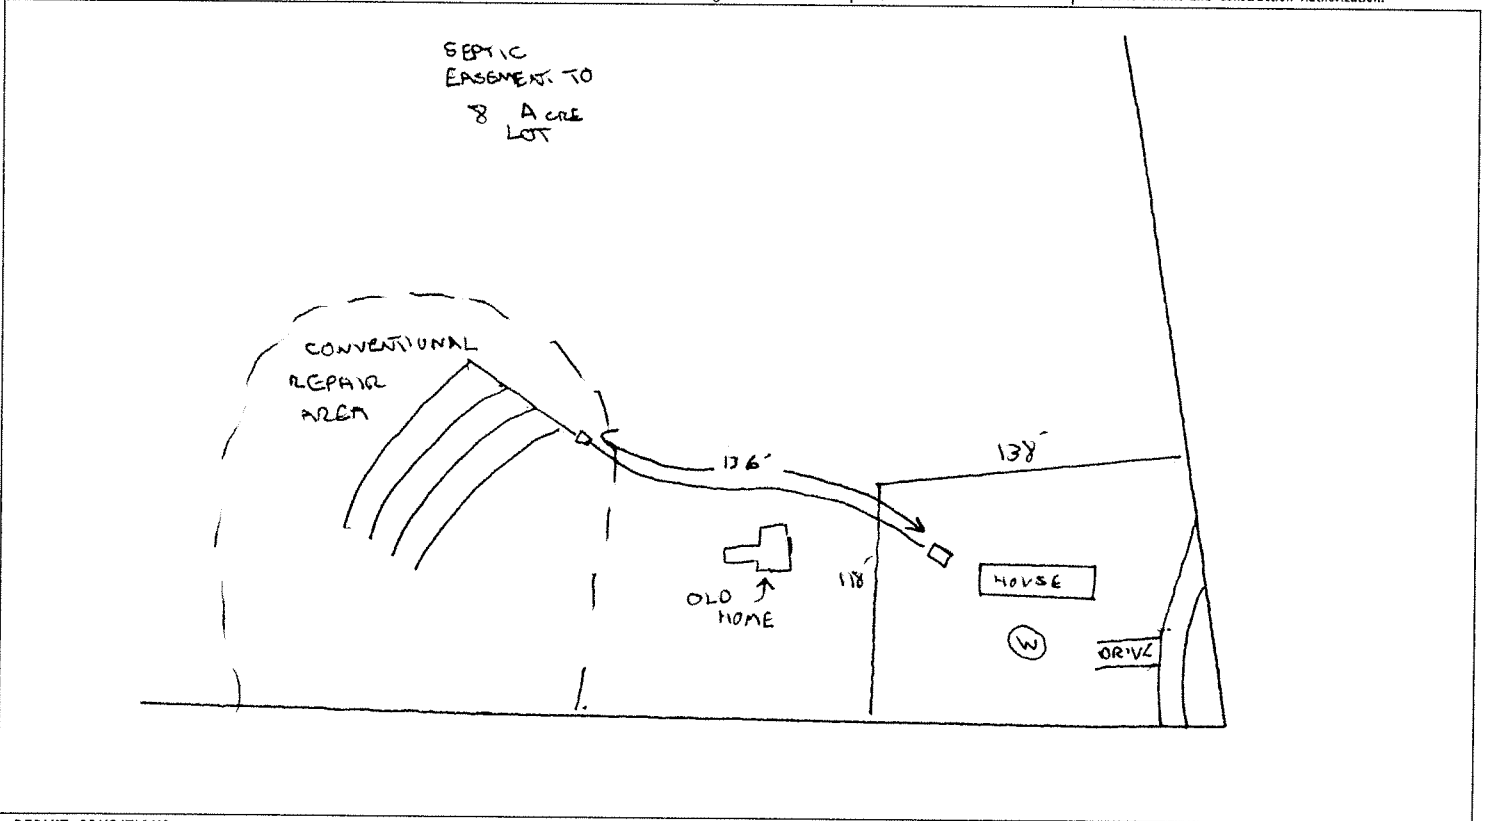 SEPTIC
EASEMENT TO
8 ACRE
LOT
CONVENTIONAL
REPAIR
AREA
136'
138'
118'
HOUSE
OLD
HOME
W
DRIVE